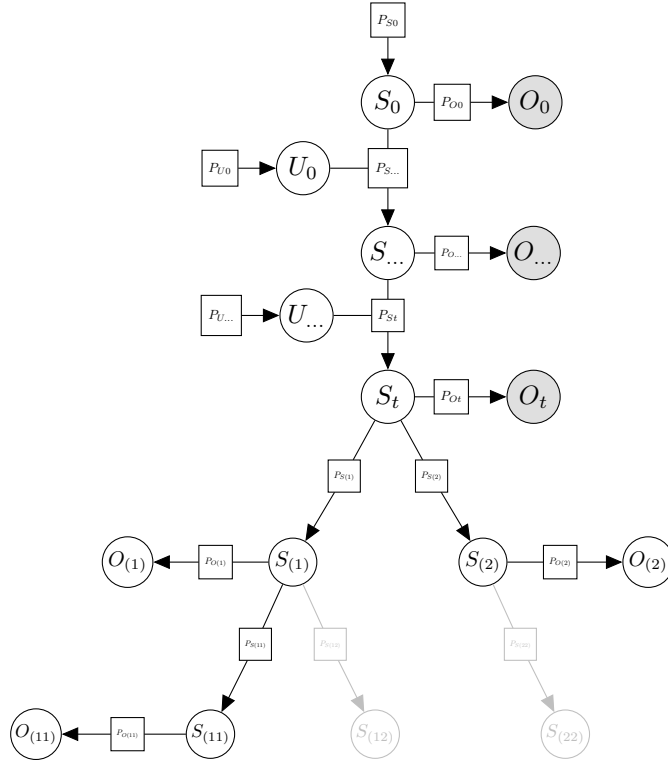 P_{S0}
S_0 P_{O0} O_0
P_{U0} U_0 P_{S...}
S_{...} P_{O...} O_{...}
P_{U...} U_{...} P_{St}
S_t P_{Ot} O_t
P_{S(1)} P_{S(2)}
O_{(1)} P_{O(1)} S_{(1)} S_{(2)} P_{O(2)} O_{(2)}
P_{S(11)} P_{S(12)}
O_{(11)} P_{O(11)} S_{(11)} S_{(12)} S_{(22)}